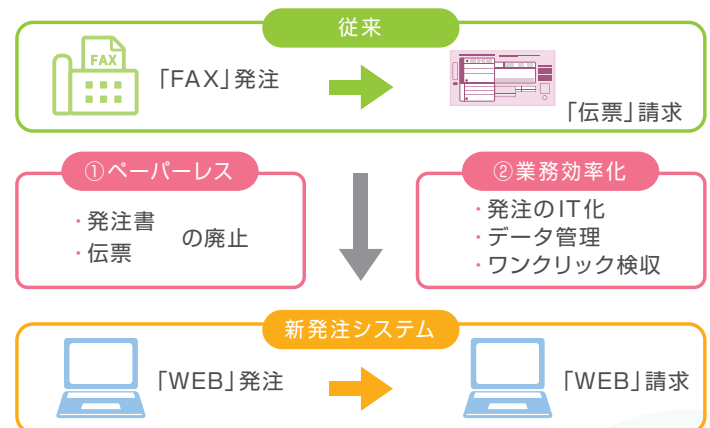 従来
FAX
「FAX」発注
「伝票」請求
①ペーパーレス
・発注書
・伝票
の廃止
②業務効率化
・発注のIT化
・データ管理
・ワンクリック検収
新発注システム
「WEB」発注
「WEB」請求